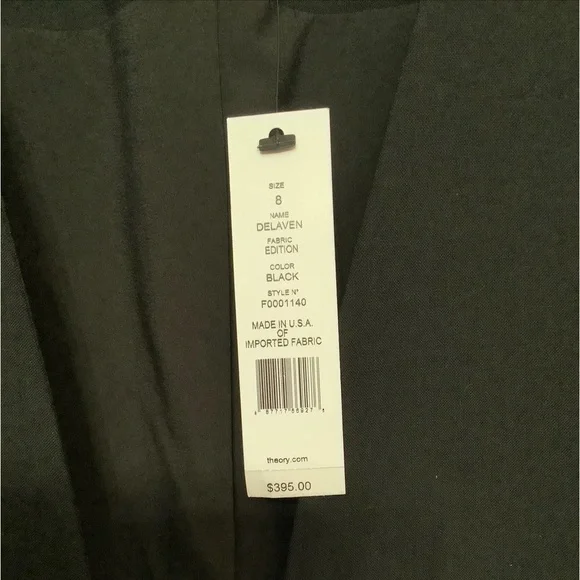 SIZE
8
NAME
DELAVEN
FABRIC
EDITION
COLOR
BLACK
STYLE N°
F0001140
MADE IN U.S.A.
OF
IMPORTED FABRIC
theory.com
$395.00